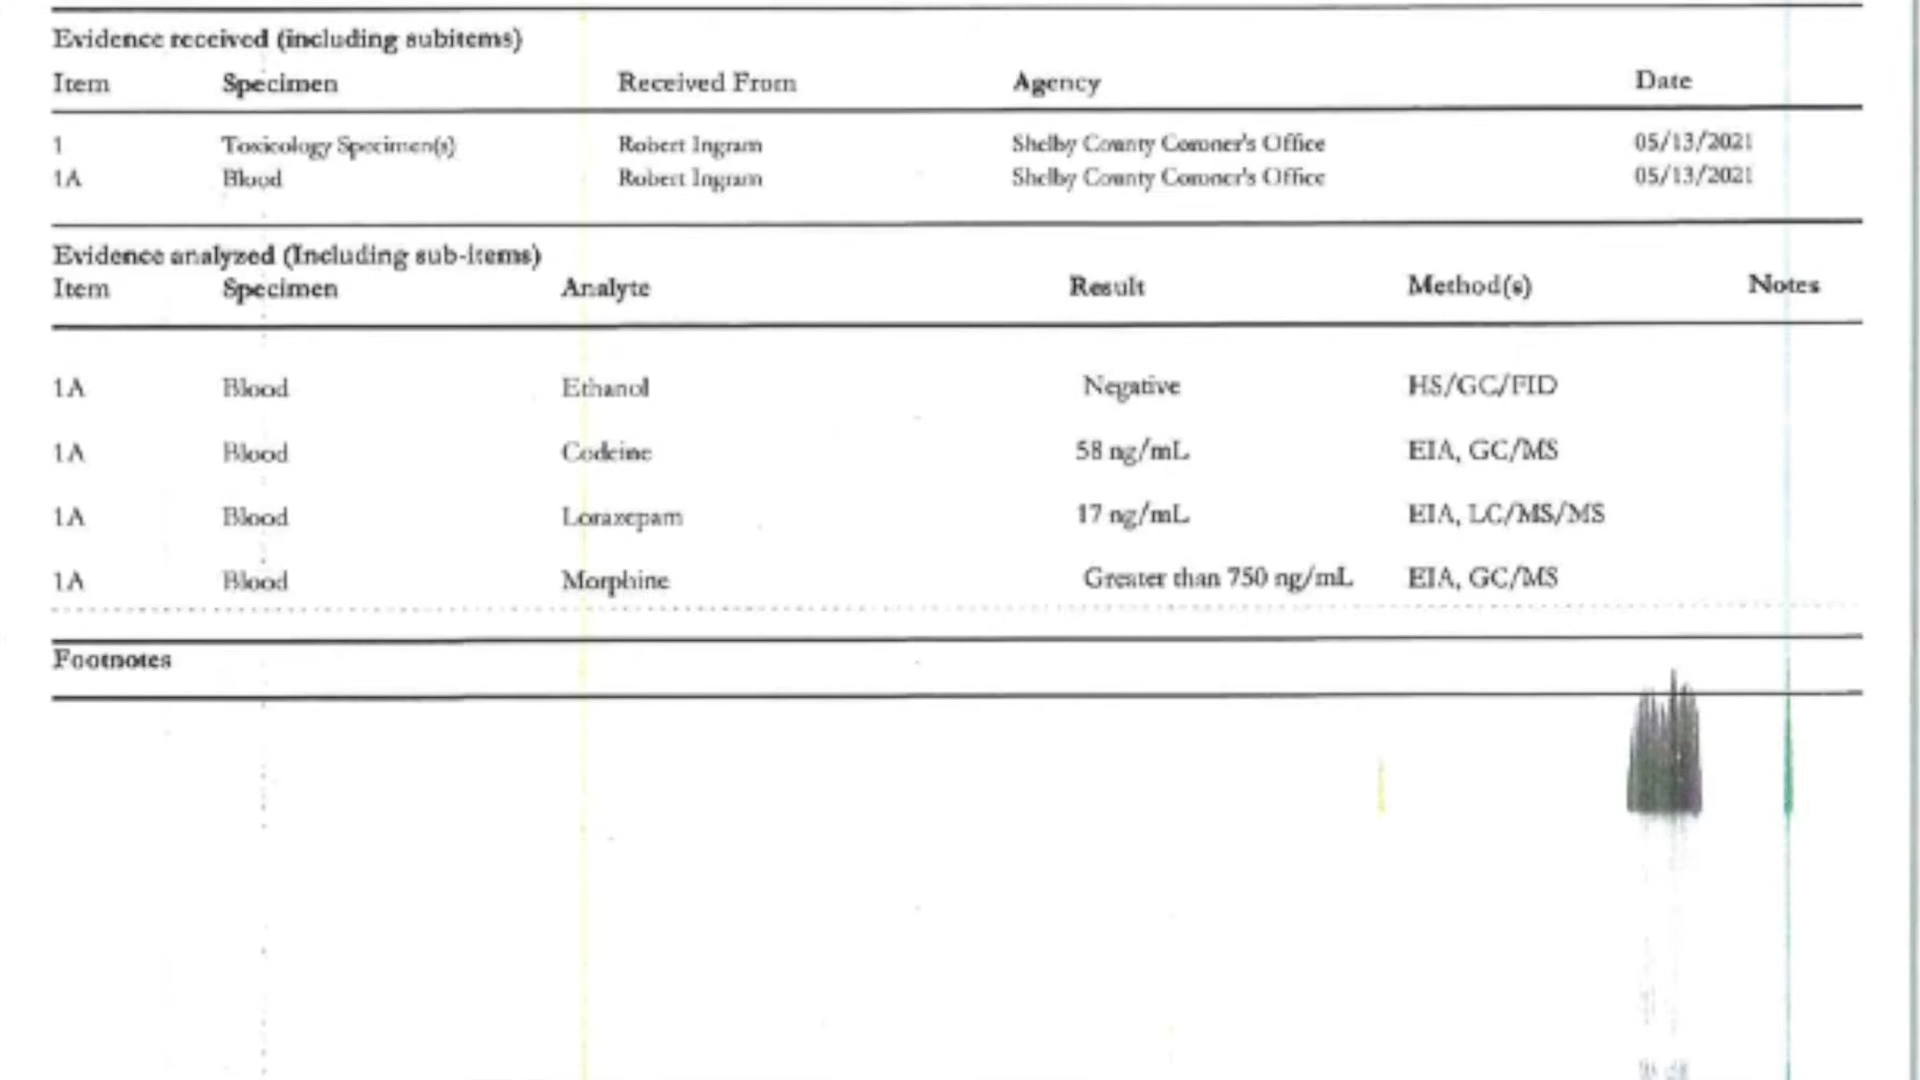 Evidence received (including subitems)
Item Specimen Received From Agency Date
1 Toxicology Specimen(s) Robert Ingram Shelby County Coroner's Office 05/13/2021
1A Blood Robert Ingram Shelby County Coroner's Office 05/13/2021
Evidence analyzed (Including sub-items)
Item Specimen Analyte Result Method(s) Notes
1A Blood Ethanol Negative HS/GC/FID
1A Blood Codeine 58 ng/mL EIA, GC/MS
1A Blood Lorazepam 17 ng/mL EIA, LC/MS/MS
1A Blood Morphine Greater than 750 ng/mL EIA, GC/MS
Footnotes